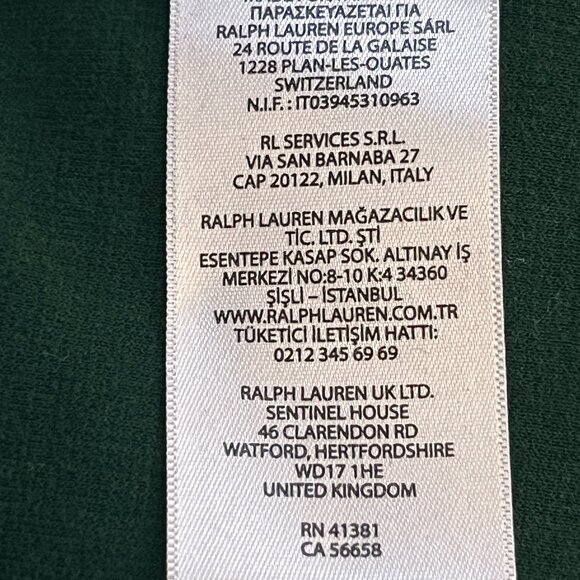 ΠΑΡΑΣΚΕΥΑΖΕΤΑΙ ΓΙΑ
RALPH LAUREN EUROPE SÁRL
24 ROUTE DE LA GALAISE
1228 PLAN-LES-OUATES
SWITZERLAND
N.I.F. : IT03945310963
RL SERVICES S.R.L.
VIA SAN BARNABA 27
CAP 20122, MILAN, ITALY
RALPH LAUREN MAĞAZACILIK VE
TİC. LTD. ŞTİ
ESENTEPE KASAP SOK. ALTINAY İŞ
MERKEZİ NO:8-10 K:4 34360
ŞİŞLİ – İSTANBUL
WWW.RALPHLAUREN.COM.TR
TÜKETİCİ İLETİŞİM HATTI:
0212 345 69 69
RALPH LAUREN UK LTD.
SENTINEL HOUSE
46 CLARENDON RD
WATFORD, HERTFORDSHIRE
WD17 1HE
UNITED KINGDOM
RN 41381
CA 56658